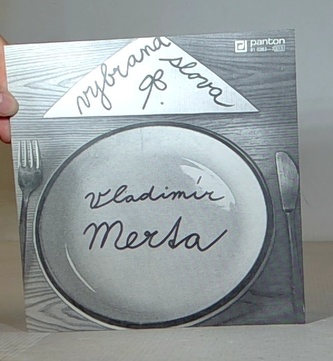 panton
vybraná
slova
Vladimír
Merta